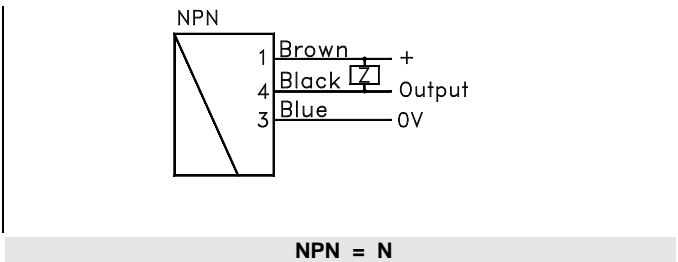 NPN
1 Brown +
Z
4 Black Output
3 Blue 0V
NPN = N